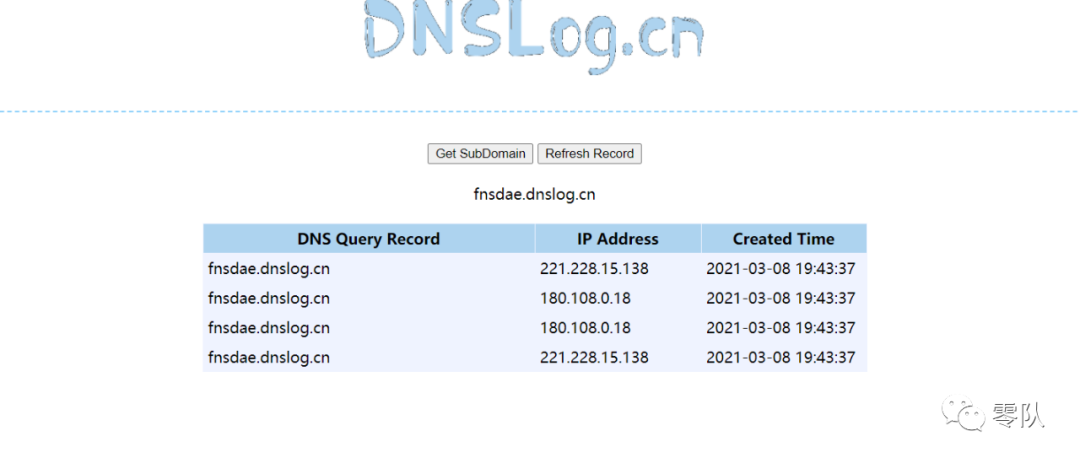 DNSLog.cn
Get SubDomain Refresh Record
fnsdae.dnslog.cn
DNS Query Record IP Address Created Time
fnsdae.dnslog.cn 221.228.15.138 2021-03-08 19:43:37
fnsdae.dnslog.cn 180.108.0.18 2021-03-08 19:43:37
fnsdae.dnslog.cn 180.108.0.18 2021-03-08 19:43:37
fnsdae.dnslog.cn 221.228.15.138 2021-03-08 19:43:37
零队